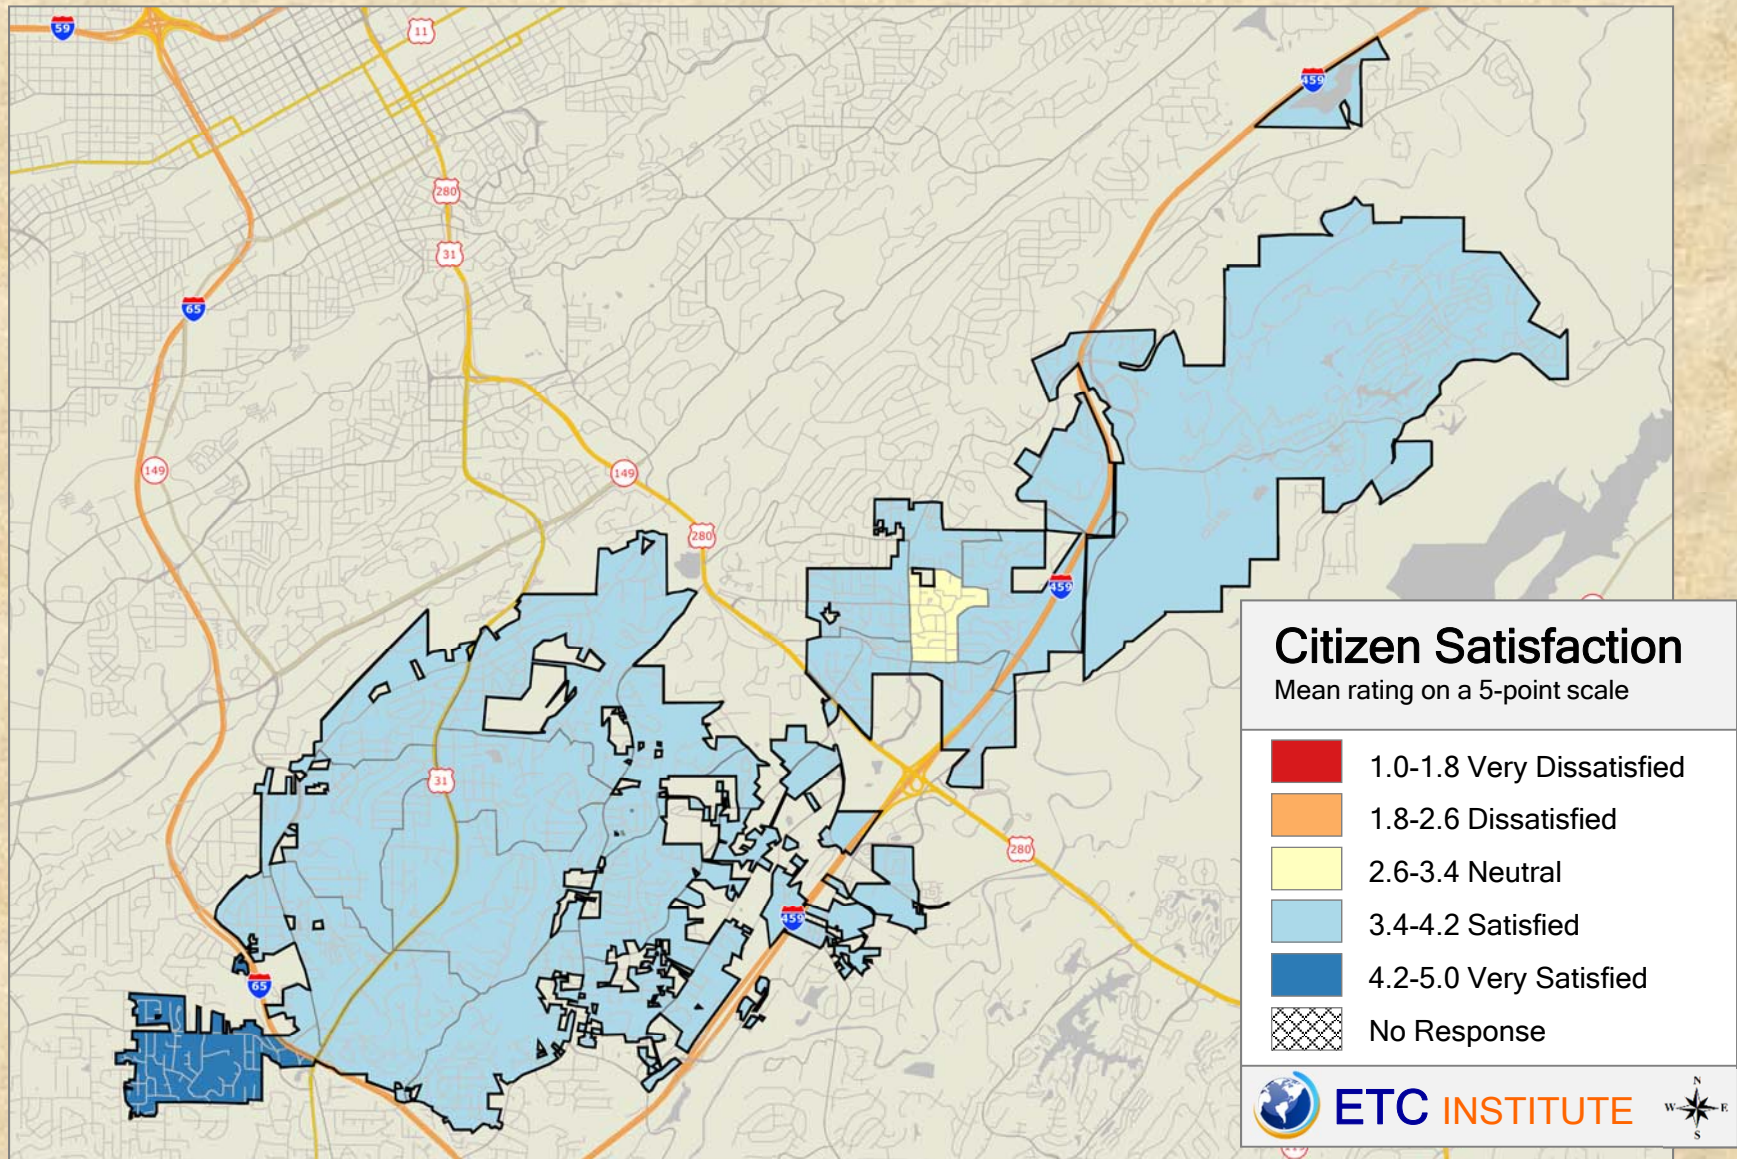 59
11
459
280
31
65
149
149
280
459
31
280
459
65
Citizen Satisfaction
Mean rating on a 5-point scale
1.0-1.8 Very Dissatisfied
1.8-2.6 Dissatisfied
2.6-3.4 Neutral
3.4-4.2 Satisfied
4.2-5.0 Very Satisfied
No Response
ETC INSTITUTE
N
W E
S